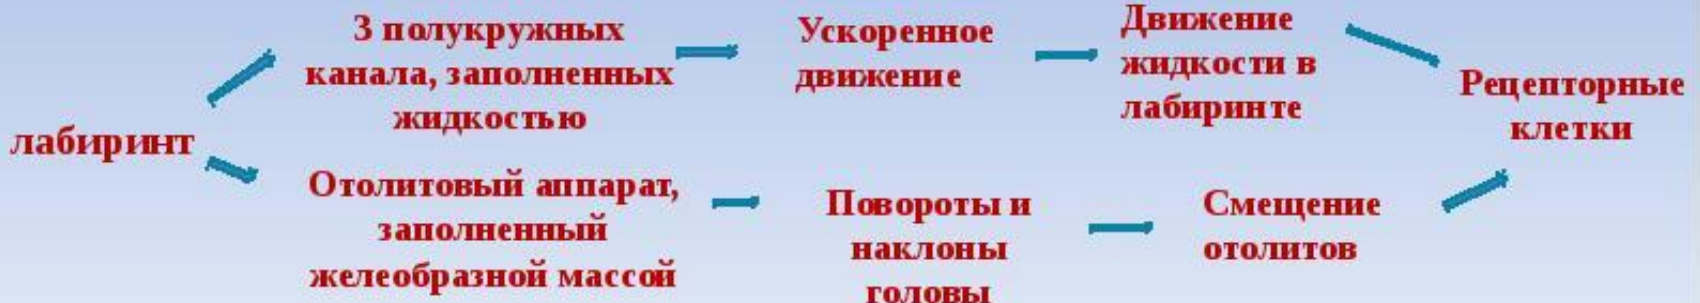 лабиринт
3 полукружных
канала, заполненных
жидкостью
Ускоренное
движение
Движение
жидкости в
лабиринте
Отолитовый аппарат,
заполненный
желеобразной массой
Повороты и
наклоны
головы
Смещение
отолитов
Рецепторные
клетки